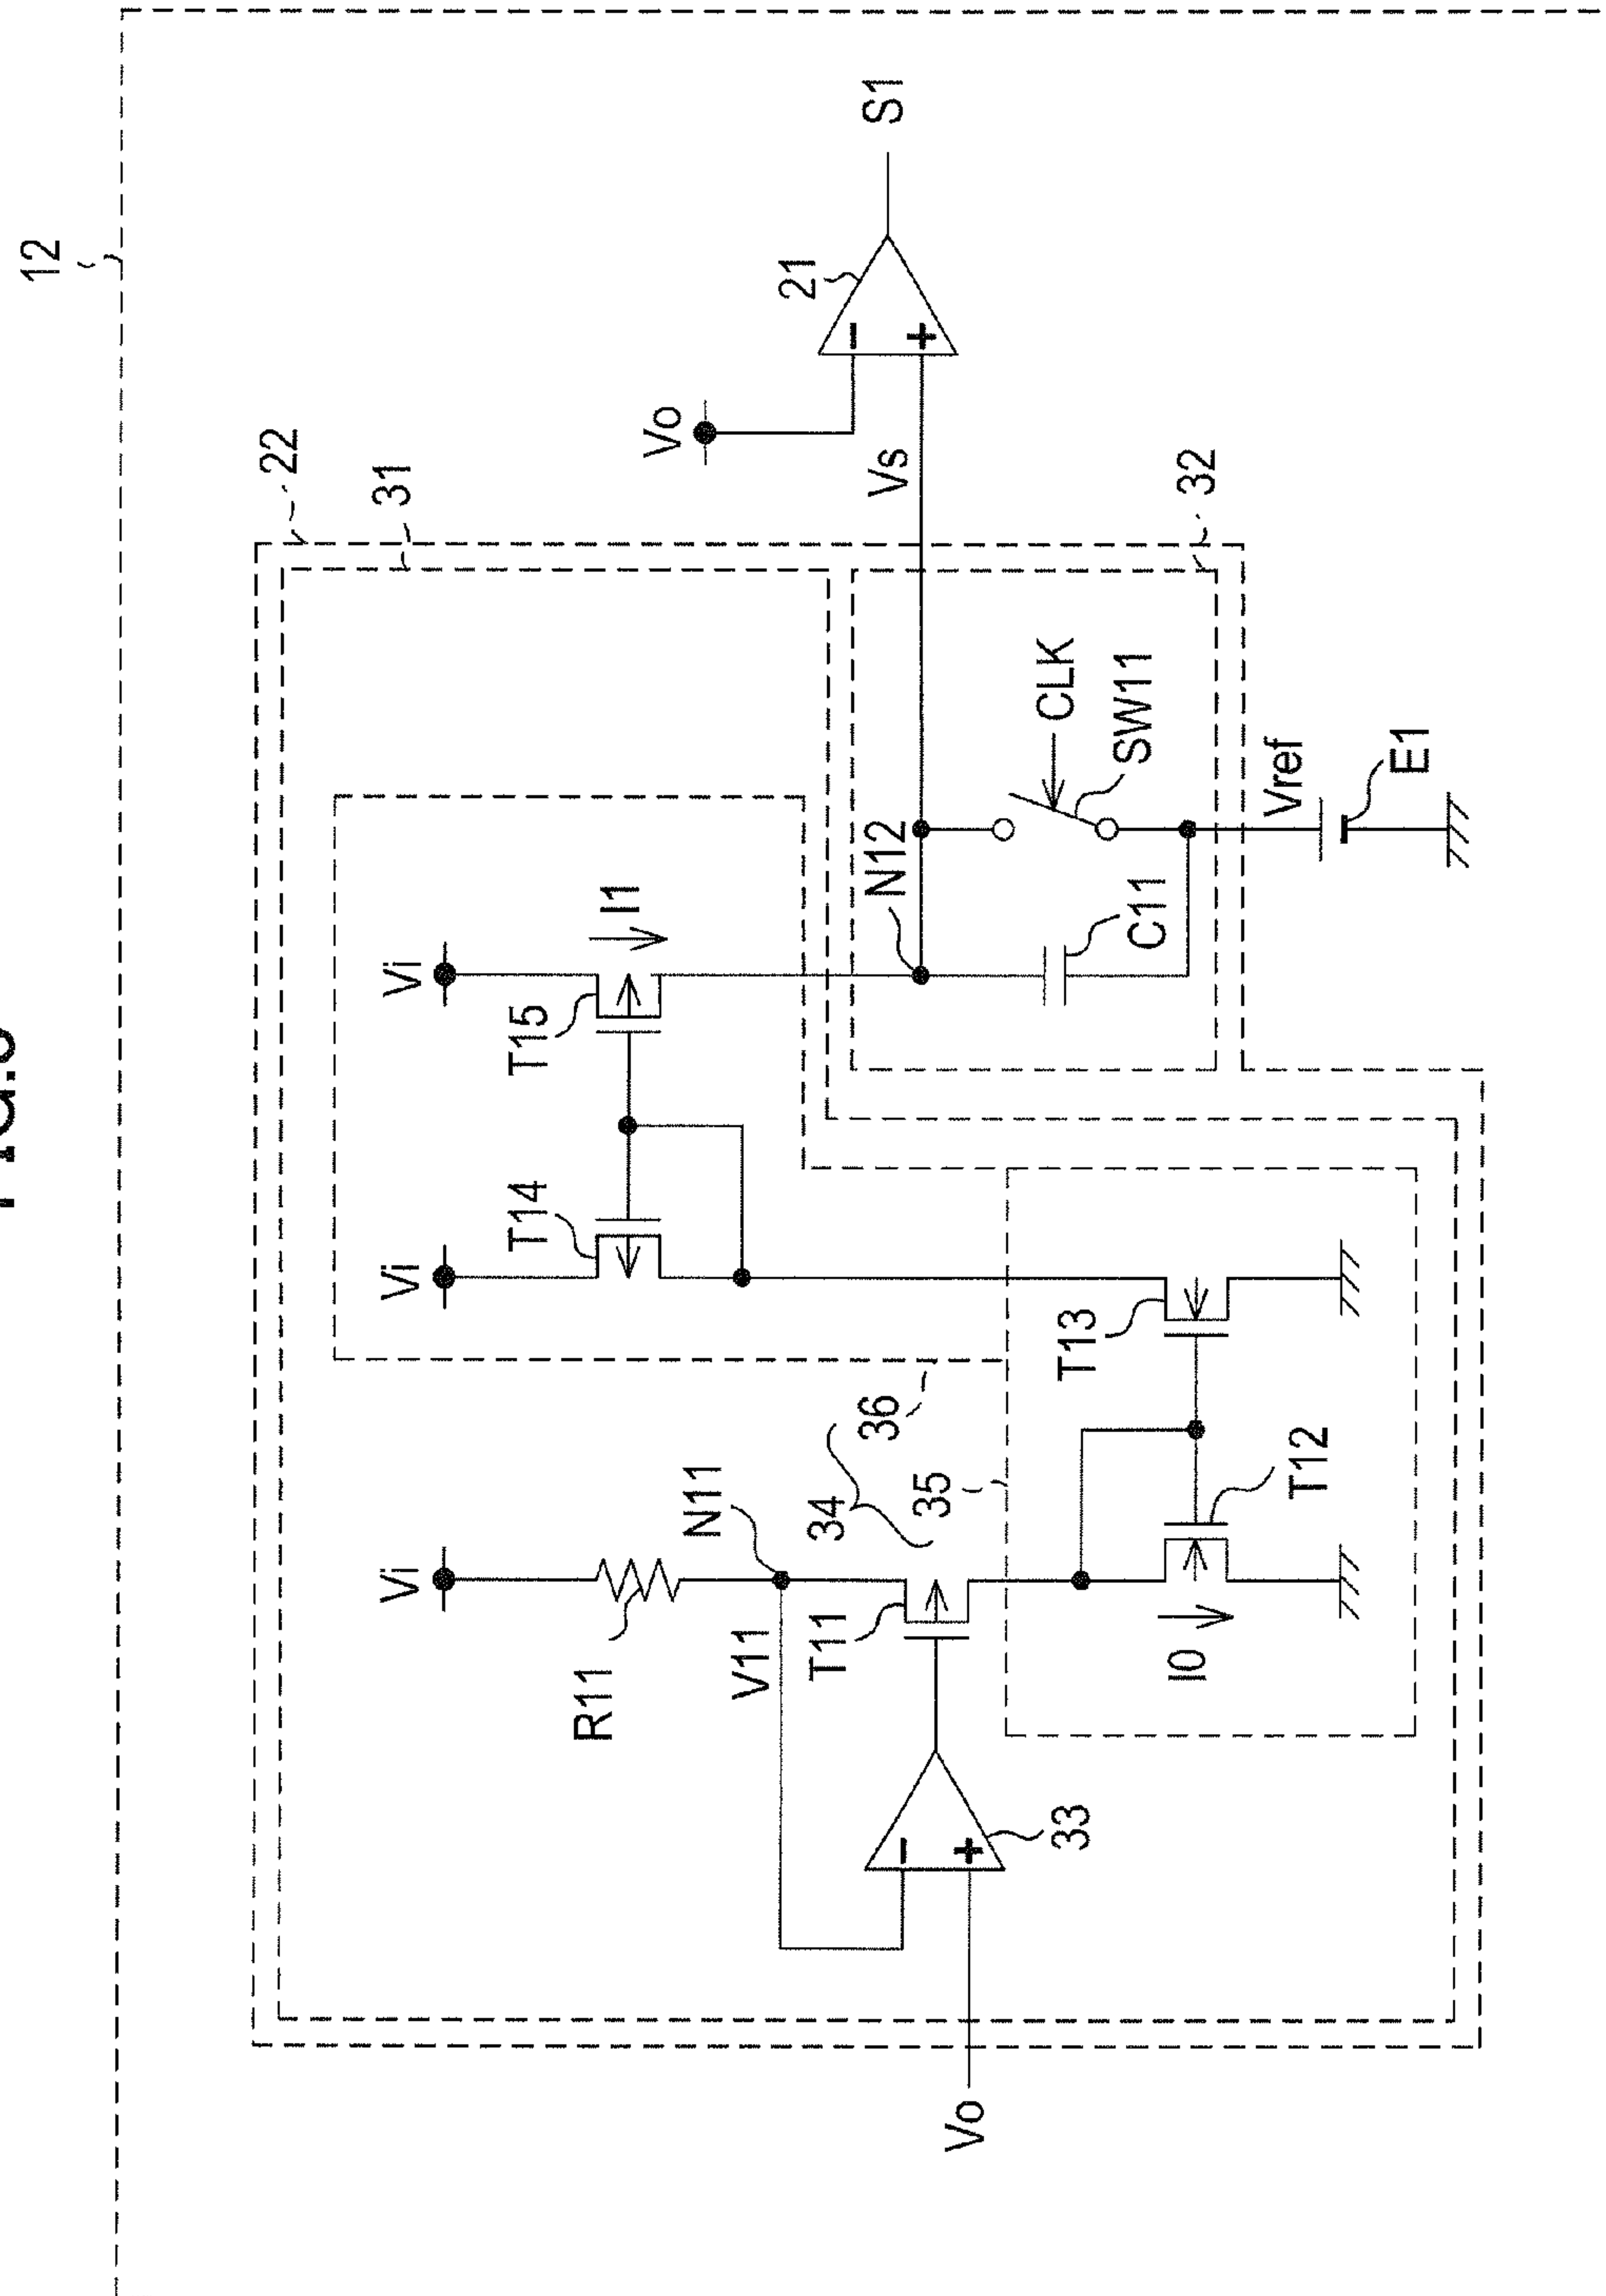 12
22
31
Vi
Vi
Vi
R11
N11
V11
T11
34
36
35
T14
T15
I1
T13
T12
I0
33
Vo
N12
C11
CLK
SW11
32
Vref
E1
Vs
Vo
21
S1